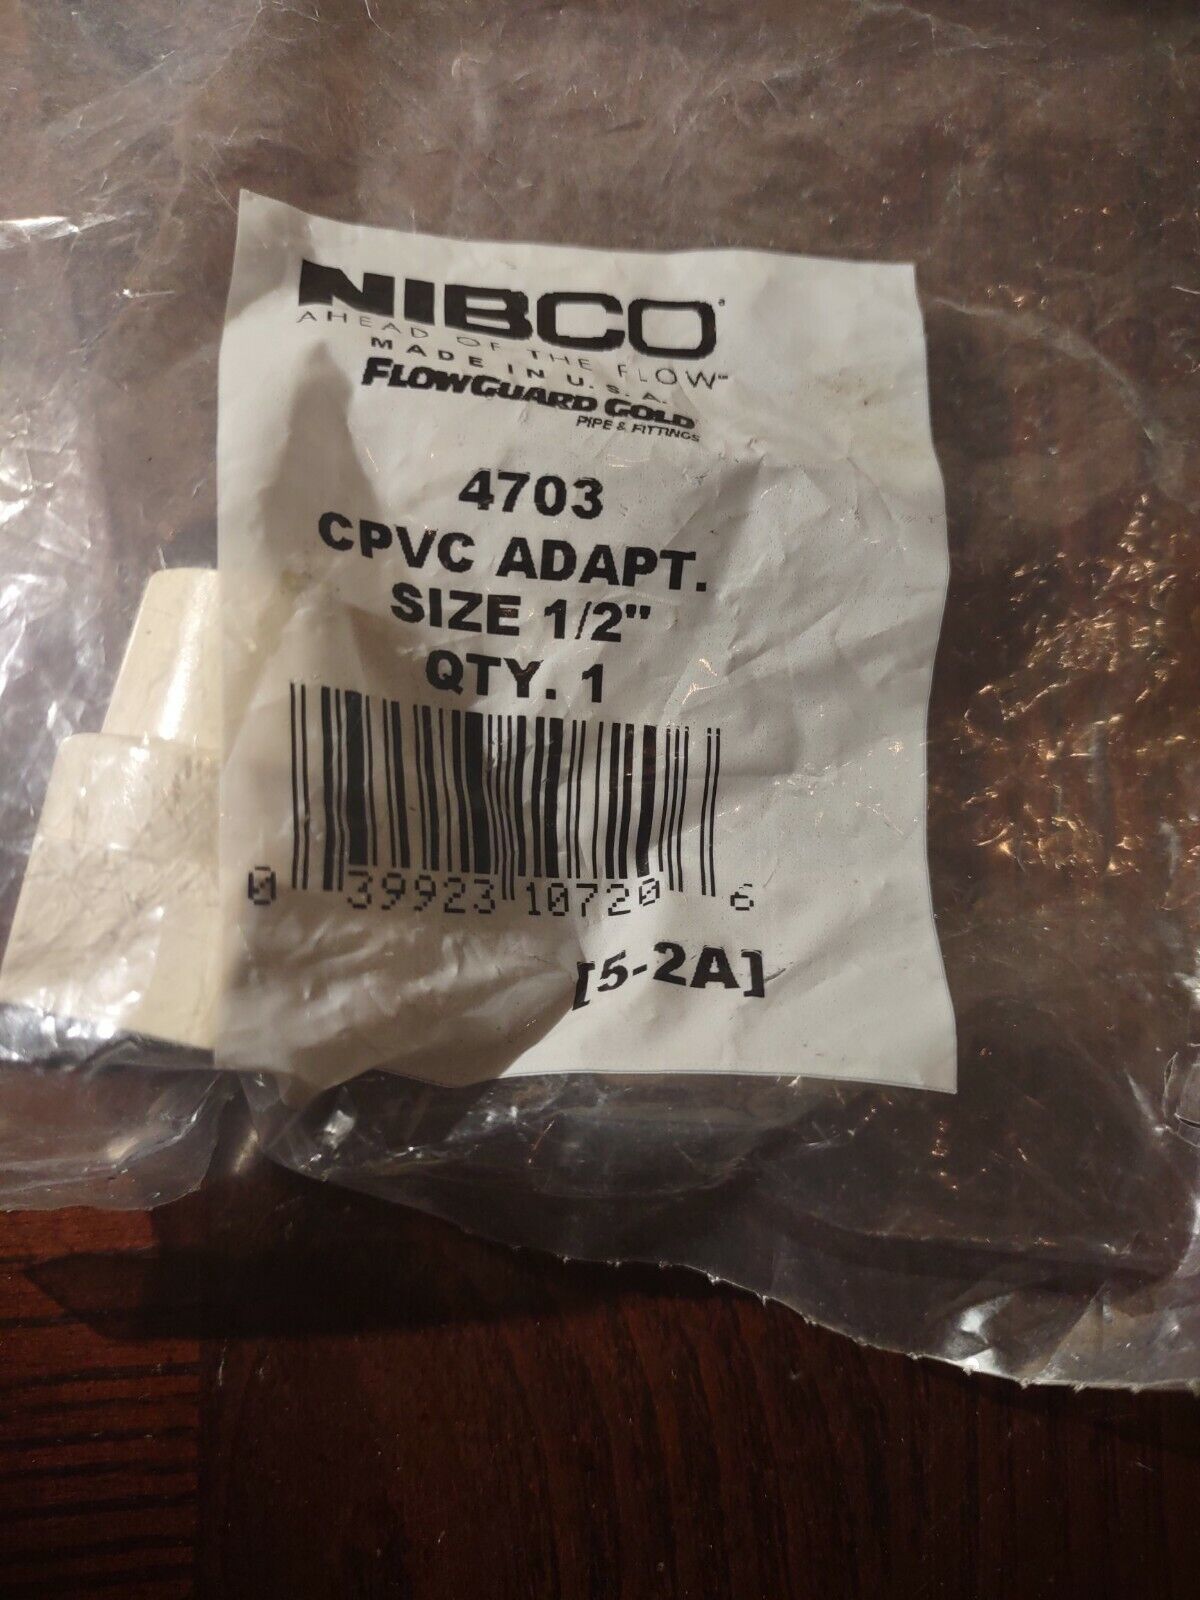 NIBCO®
AHEAD OF THE FLOW℠
MADE IN U.S.A.
FLOWGUARD GOLD
PIPE & FITTINGS
4703
CPVC ADAPT.
SIZE 1/2"
QTY. 1
0 39923 10720 6
[5-2A]